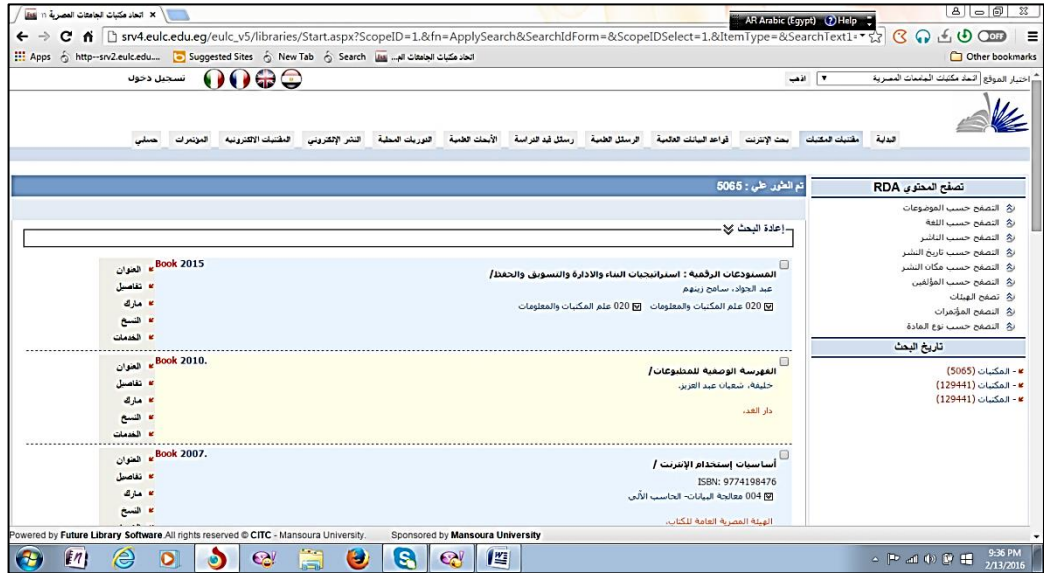 اتحاد مكتبات الجامعات المصرية
AR Arabic (Egypt) Help
srv4.eulc.edu.eg/eulc_v5/libraries/Start.aspx?ScopeID=1.&fn=ApplySearch&SearchIdForm=&ScopeIDSelect=1.&ItemType=&SearchText1=
OFF
Apps http--srv2.eulc.edu.... Suggested Sites New Tab Search اتحاد مكتبات الجامعات الم... Other bookmarks
اختيار الموقع اتحاد مكتبات الجامعات المصرية اذهب تسجيل دخول
البداية مقتنيات المكتبات بحث الإنترنت قواعد البيانات العالمية الرسائل العلمية رسائل قيد الدراسة الأبحاث العلمية الدوريات المحلية النشر الإلكتروني المقتنيات الالكترونيه المؤتمرات حسابي
تصفح المحتوي RDA
التصفح حسب الموضوعات
التصفح حسب اللغة
التصفح حسب الناشر
التصفح حسب تاريخ النشر
التصفح حسب مكان النشر
التصفح حسب المؤلفين
تصفح الهيئات
التصفح المؤتمرات
التصفح حسب نوع المادة
تاريخ البحث
- المكتبات (5065)
- المكتبات (129441)
- المكتبات (129441)
تم العثور علي : 5065
إعادة البحث
المستودعات الرقمية : استراتيجيات البناء والادارة والتسويق والحفظ/
عبد الجواد، سامح زينهم
020 علم المكتبات والمعلومات 020 علم المكتبات والمعلومات
Book 2015
العنوان
تفاصيل
مارك
النسخ
الخدمات
الفهرسة الوصفية للمطبوعات/
خليفة، شعبان عبد العزيز.
دار الغد،
Book 2010.
العنوان
تفاصيل
مارك
النسخ
الخدمات
أساسيات إستخدام الإنترنت /
ISBN: 9774198476
004 معالجة البيانات- الحاسب الآلى
الهيئة المصرية العامة للكتاب،
Book 2007.
العنوان
تفاصيل
مارك
النسخ
Powered by Future Library Software.All rights reserved © CITC - Mansoura University. Sponsored by Mansoura University
9:36 PM
2/13/2016